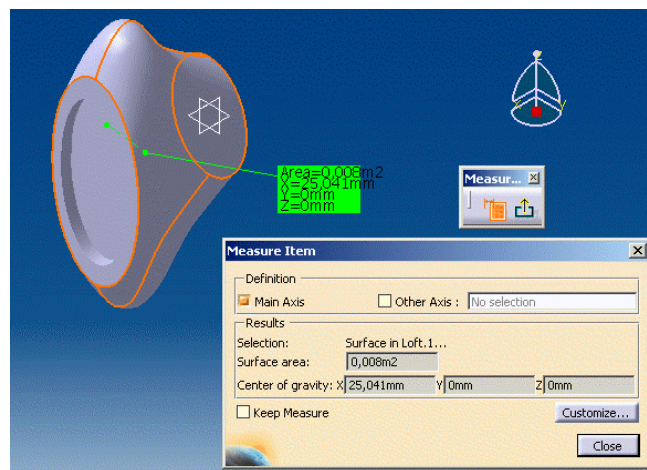 Area=0,008m2
X=25,041mm
Y=0mm
Z=0mm
Measur...
Measure Item
Definition
Main Axis
Other Axis :
No selection
Results
Selection: Surface in Loft.1...
Surface area: 0,008m2
Center of gravity: X 25,041mm Y 0mm Z 0mm
Keep Measure
Customize...
Close